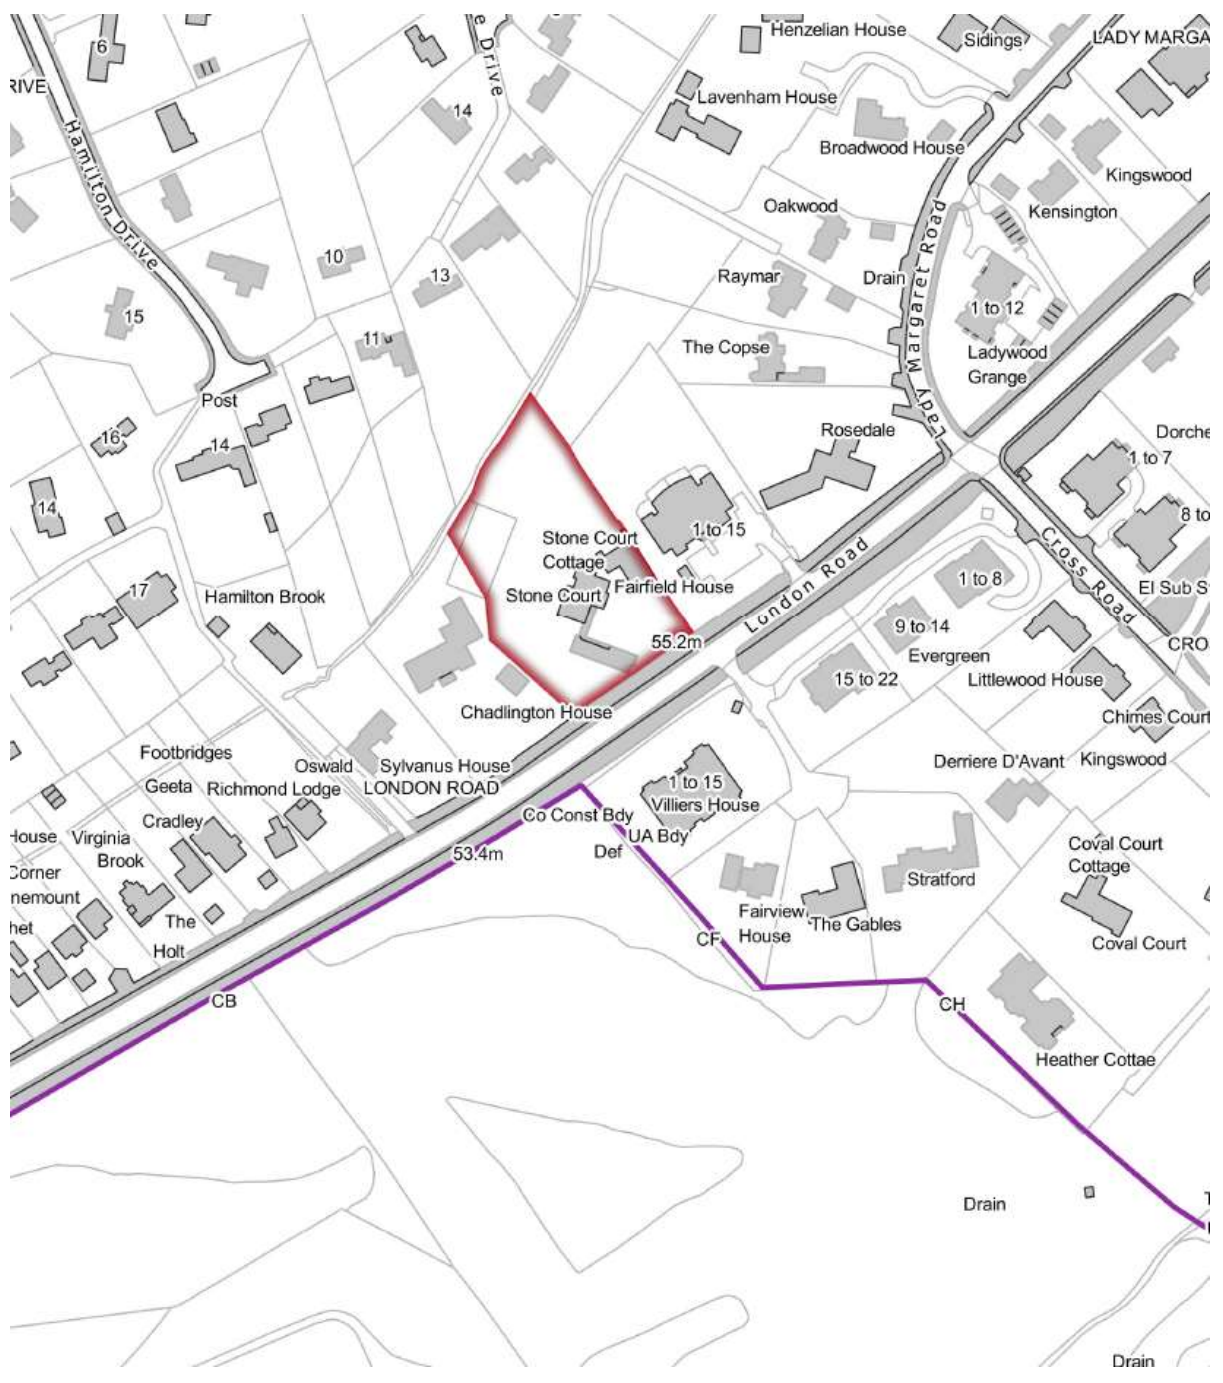 Henzelian House
Sidings
LADY MARGA
6
RIVE
e Drive
Hamilton Drive
14
Lavenham House
Broadwood House
Kingswood
Kensington
Oakwood
Lady Margaret Road
10
13
Raymar
Drain
1 to 12
15
11
The Copse
Ladywood
Grange
Post
16
14
Rosedale
Dorche
1 to 7
14
8 to
Stone Court
Cottage
1 to 15
London Road
Cross Road
17
Hamilton Brook
Stone Court
Fairfield House
1 to 8
El Sub S
55.2m
9 to 14
Evergreen
CRO
15 to 22
Littlewood House
Chadlington House
Chimes Court
Footbridges
Oswald
Sylvanus House
Derriere D'Avant
Kingswood
Geeta
Richmond Lodge
LONDON ROAD
1 to 15
Villiers House
Cradley
Co Const Bdy
UA Bdy
House
Virginia
Brook
53.4m
Def
Coval Court
Cottage
Corner
nemount
Stratford
het
The
Holt
Fairview
House
The Gables
CF
Coval Court
CB
CH
Heather Cottae
Drain
Drain